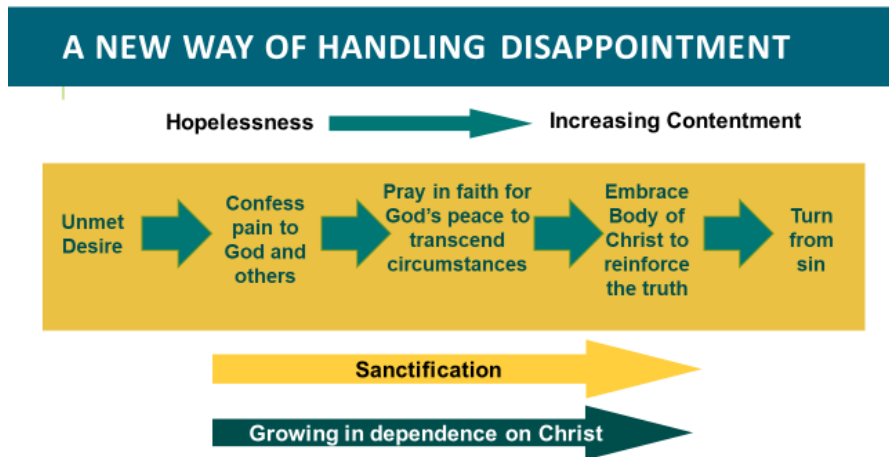 A NEW WAY OF HANDLING DISAPPOINTMENT
Hopelessness
Increasing Contentment
Unmet
Desire
Confess
pain to
God and
others
Pray in faith for
God's peace to
transcend
circumstances
Embrace
Body of
Christ to
reinforce
the truth
Turn
from
sin
Sanctification
Growing in dependence on Christ